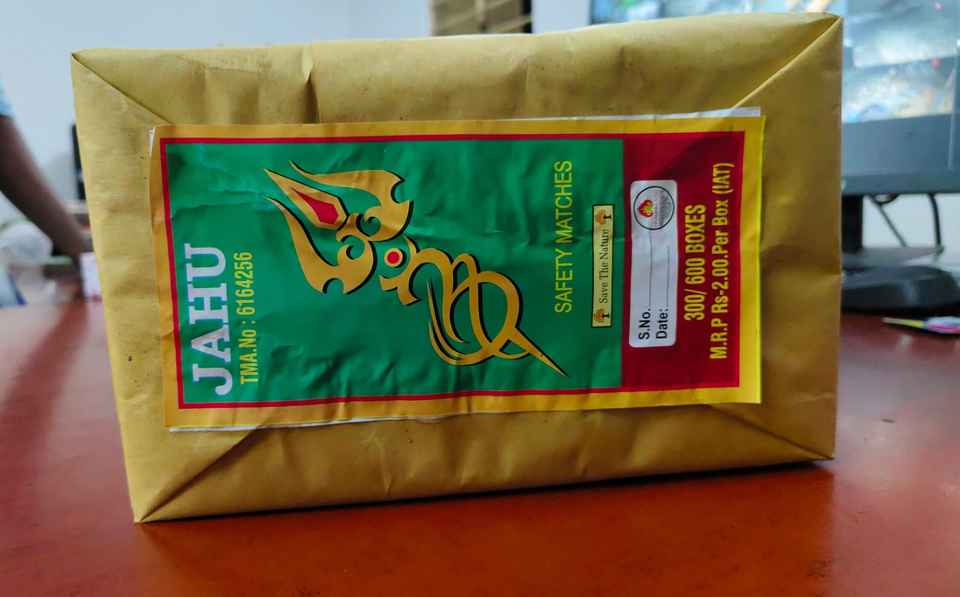 JAHU
TMA.No : 6164256
SAFETY MATCHES
Save The Nature
S.No.
Date:
300/ 600 BOXES
M.R.P Rs-2.00.Per Box (IAT)